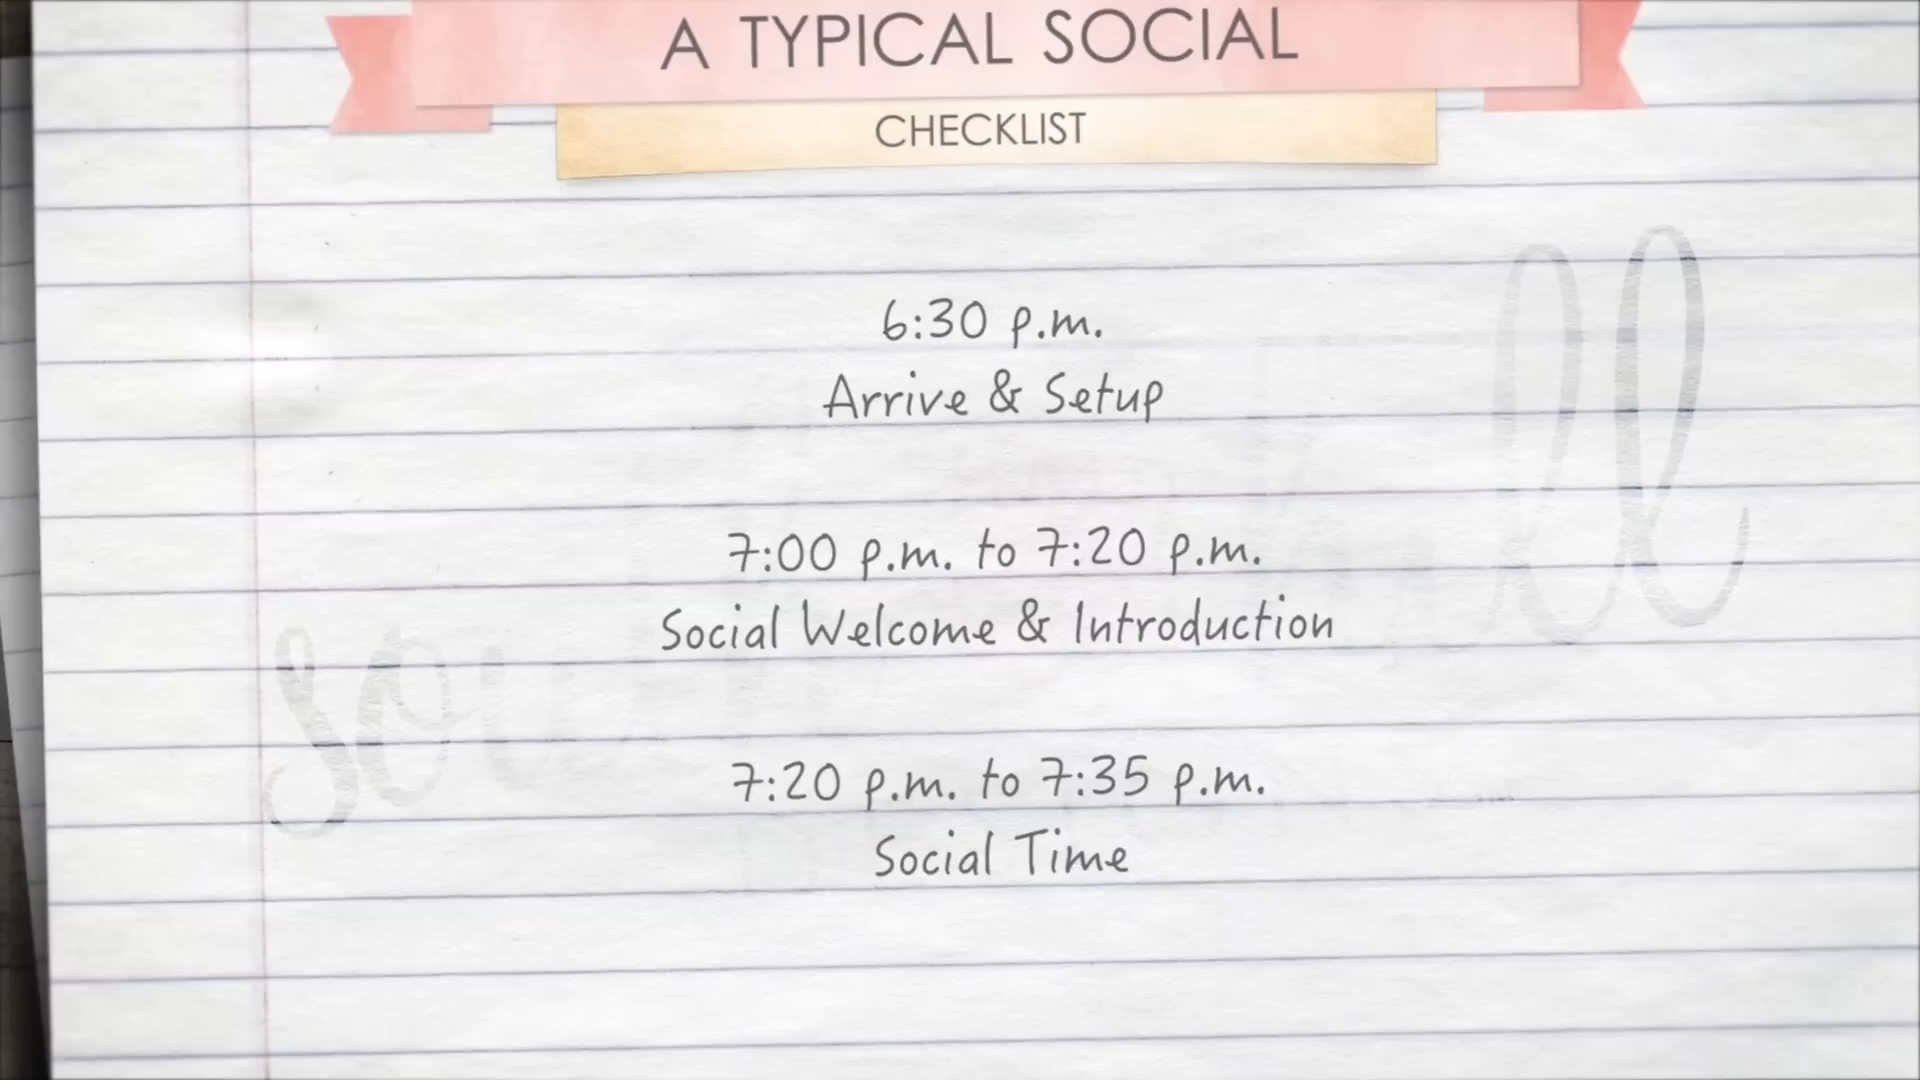 A TYPICAL SOCIAL
CHECKLIST
6:30 p.m.
Arrive & Setup
7:00 p.m. to 7:20 p.m.
Social Welcome & Introduction
7:20 p.m. to 7:35 p.m.
Social Time